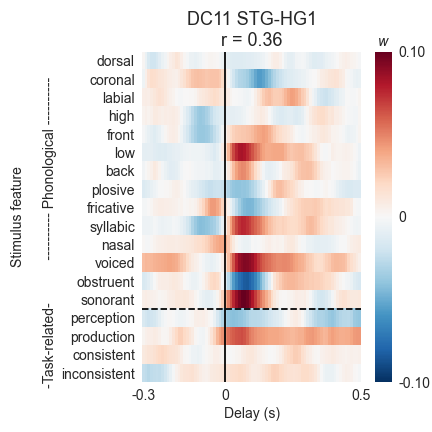 DC11 STG-HG1
r = 0.36
w
Stimulus feature
---------- Phonological ----------
-Task-related-
dorsal
coronal
labial
high
front
low
back
plosive
fricative
syllabic
nasal
voiced
obstruent
sonorant
perception
production
consistent
inconsistent
0.10
0
-0.10
-0.3
0
0.5
Delay (s)